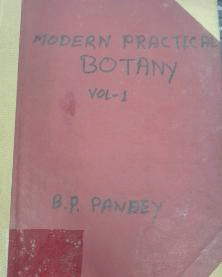 MODERN PRACTICAL
BOTANY
VOL-1
B.P. PANDEY